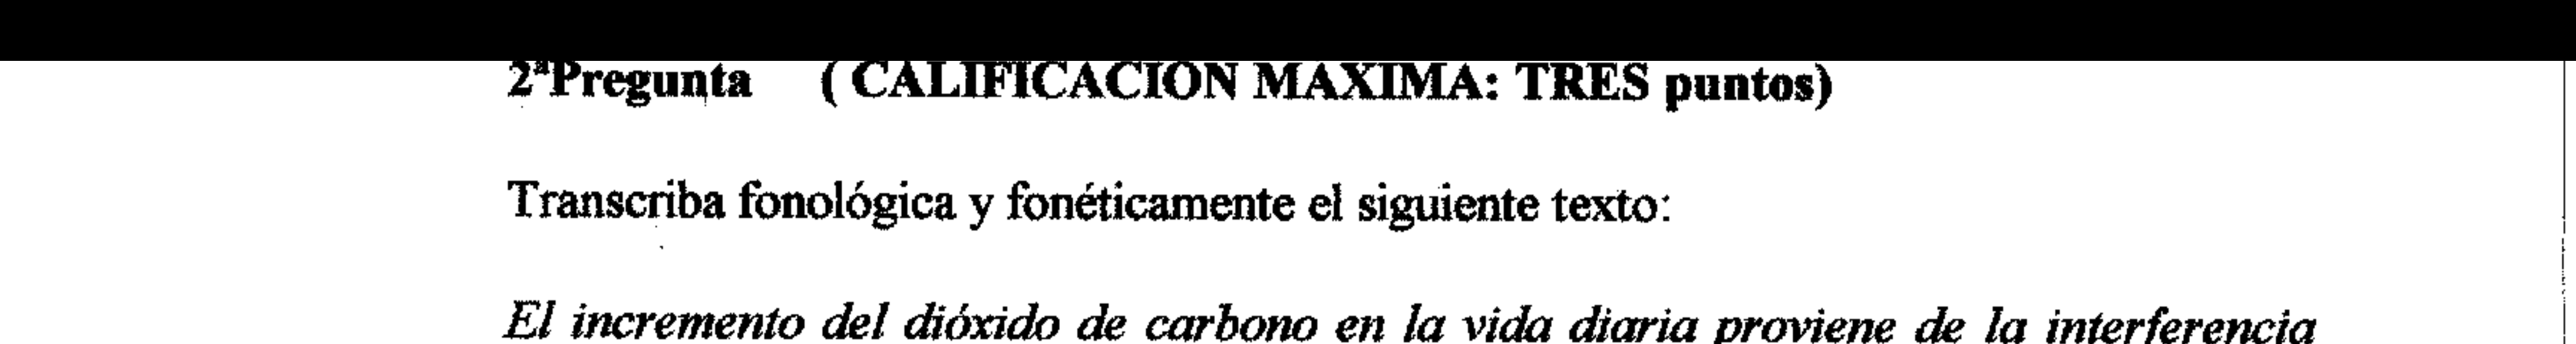 2ªPregunta ( CALIFICACION MAXIMA: TRES puntos)
Transcriba fonológica y fonéticamente el siguiente texto:
El incremento del dióxido de carbono en la vida diaria proviene de la interferencia